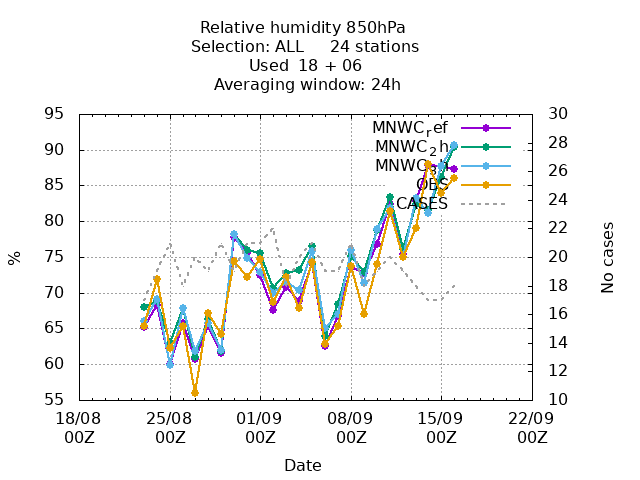 Relative humidity 850hPa
Selection: ALL 24 stations
Used 18 + 06
Averaging window: 24h
95
90
85
80
75
70
65
60
55
%
30
28
26
24
22
20
18
16
14
12
10
No cases
MNWC_ref
MNWC_2h
MNWC_3h
OBS
CASES
18/08 25/08 01/09 08/09 15/09 22/09
00Z 00Z 00Z 00Z 00Z 00Z
Date